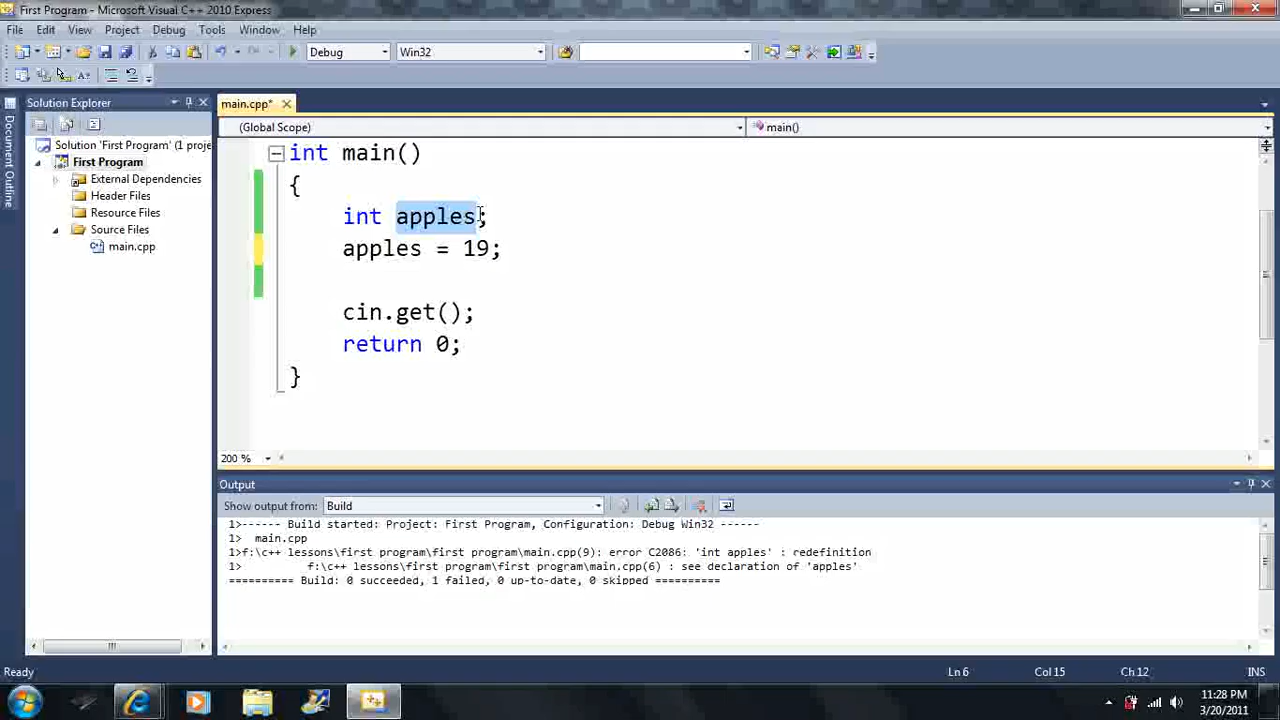 First Program - Microsoft Visual C++ 2010 Express
File Edit View Project Debug Tools Window Help
Debug Win32
Solution Explorer
main.cpp*
Document Outline
(Global Scope)
main()
Solution 'First Program' (1 proje
First Program
External Dependencies
Header Files
Resource Files
Source Files
main.cpp
int main()
{
int apples;
apples = 19;
cin.get();
return 0;
}
200 %
Output
Show output from: Build
1>------ Build started: Project: First Program, Configuration: Debug Win32 ------
1> main.cpp
1>f:\c++ lessons\first program\first program\main.cpp(9): error C2086: 'int apples' : redefinition
1> f:\c++ lessons\first program\first program\main.cpp(6) : see declaration of 'apples'
========== Build: 0 succeeded, 1 failed, 0 up-to-date, 0 skipped ==========
Ready
Ln 6 Col 15 Ch 12 INS
11:28 PM
3/20/2011